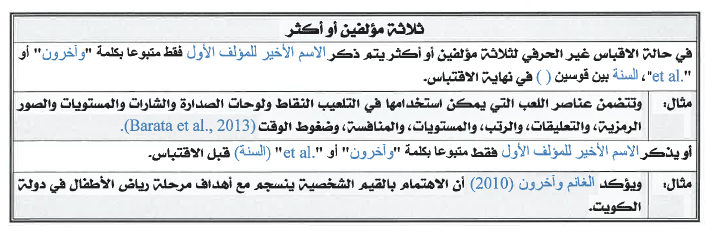 ثلاثة مؤلفين أو أكثر
في حالة الاقباس غير الحرفي لثلاثة مؤلفين أو أكثر يتم ذكر الاسم الأخير للمؤلف الأول فقط متبوعا بكلمة "وآخرون" أو
"et al."، السنة بين قوسين ( ) في نهاية الاقتباس.
مثال: وتتضمن عناصر اللعب التي يمكن استخدامها في التلعيب النقاط ولوحات الصدارة والشارات والمستويات والصور
الرمزية، والتعليقات، والرتب، والمستويات، والمنافسة، وضغوط الوقت (Barata et al., 2013).
أو يذكر الاسم الأخير للمؤلف الأول فقط متبوعا بكلمة "وآخرون" أو "et al." (السنة) قبل الاقتباس.
مثال: ويؤكد الغانم وآخرون (2010) أن الاهتمام بالقيم الشخصية ينسجم مع أهداف مرحلة رياض الأطفال في دولة
الكويت.